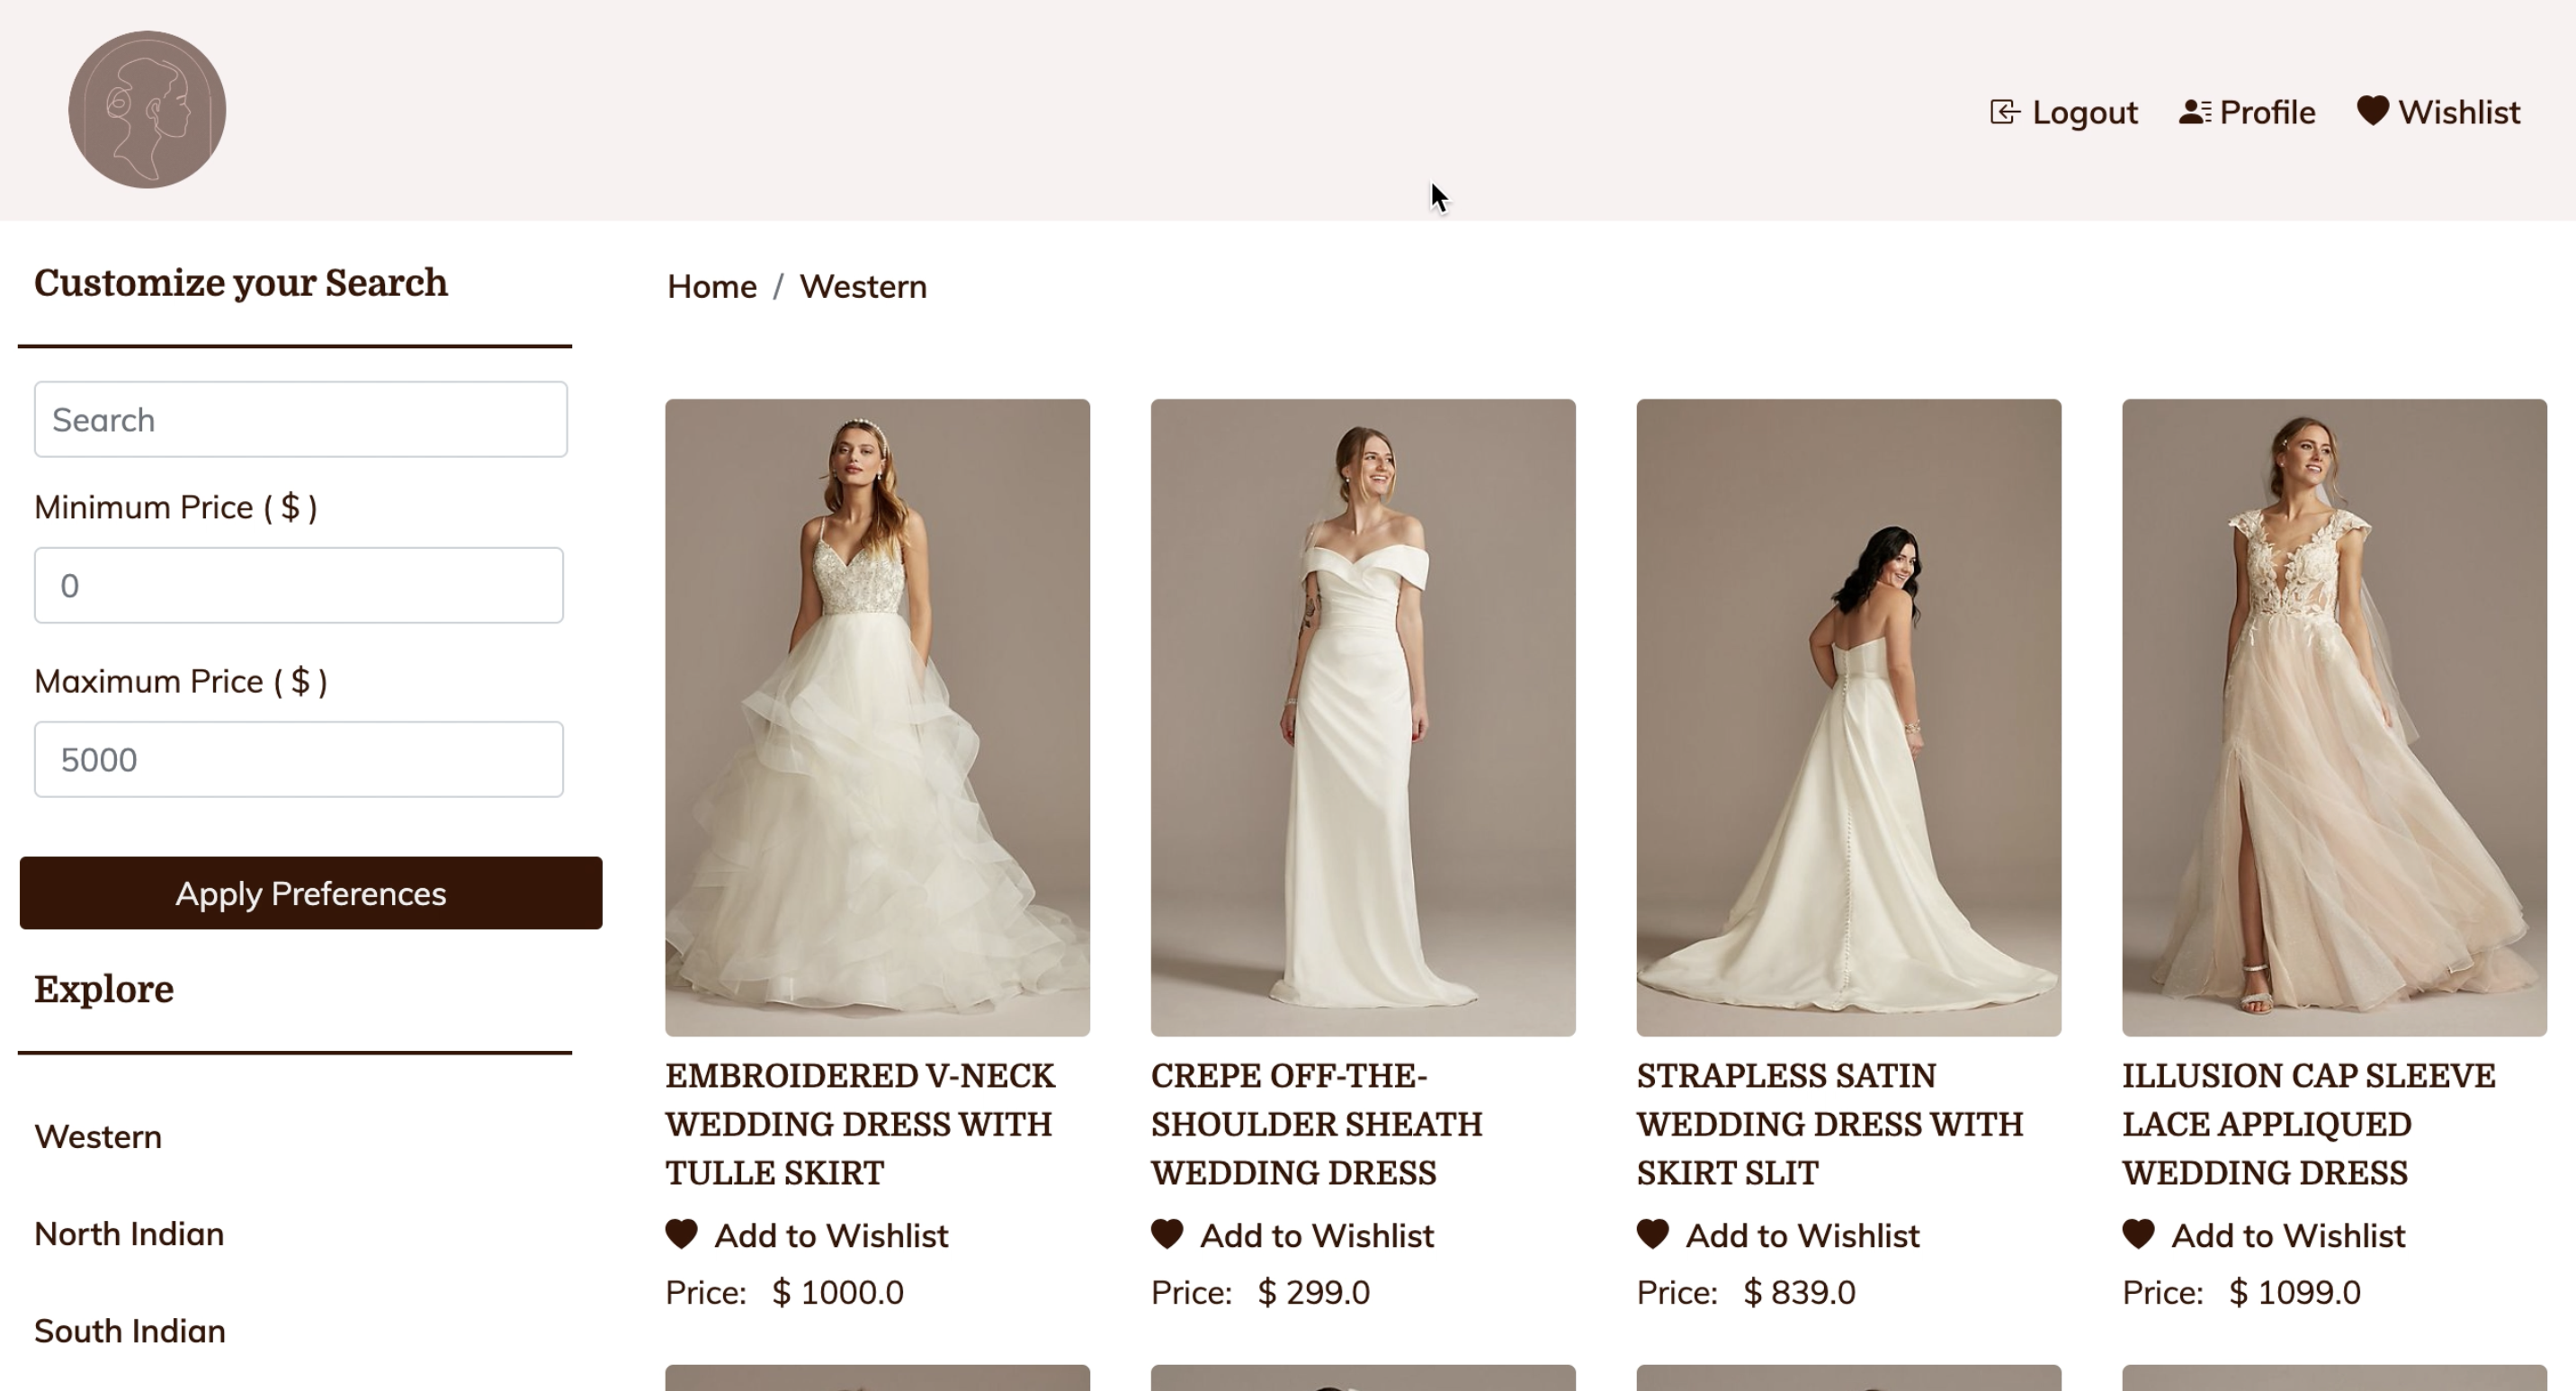 Logout
Profile
Wishlist
Customize your Search
Search
Minimum Price ( $ )
0
Maximum Price ( $ )
5000
Apply Preferences
Explore
Western
North Indian
South Indian
Home / Western
EMBROIDERED V-NECK
WEDDING DRESS WITH
TULLE SKIRT
Add to Wishlist
Price: $ 1000.0
CREPE OFF-THE-
SHOULDER SHEATH
WEDDING DRESS
Add to Wishlist
Price: $ 299.0
STRAPLESS SATIN
WEDDING DRESS WITH
SKIRT SLIT
Add to Wishlist
Price: $ 839.0
ILLUSION CAP SLEEVE
LACE APPLIQUED
WEDDING DRESS
Add to Wishlist
Price: $ 1099.0